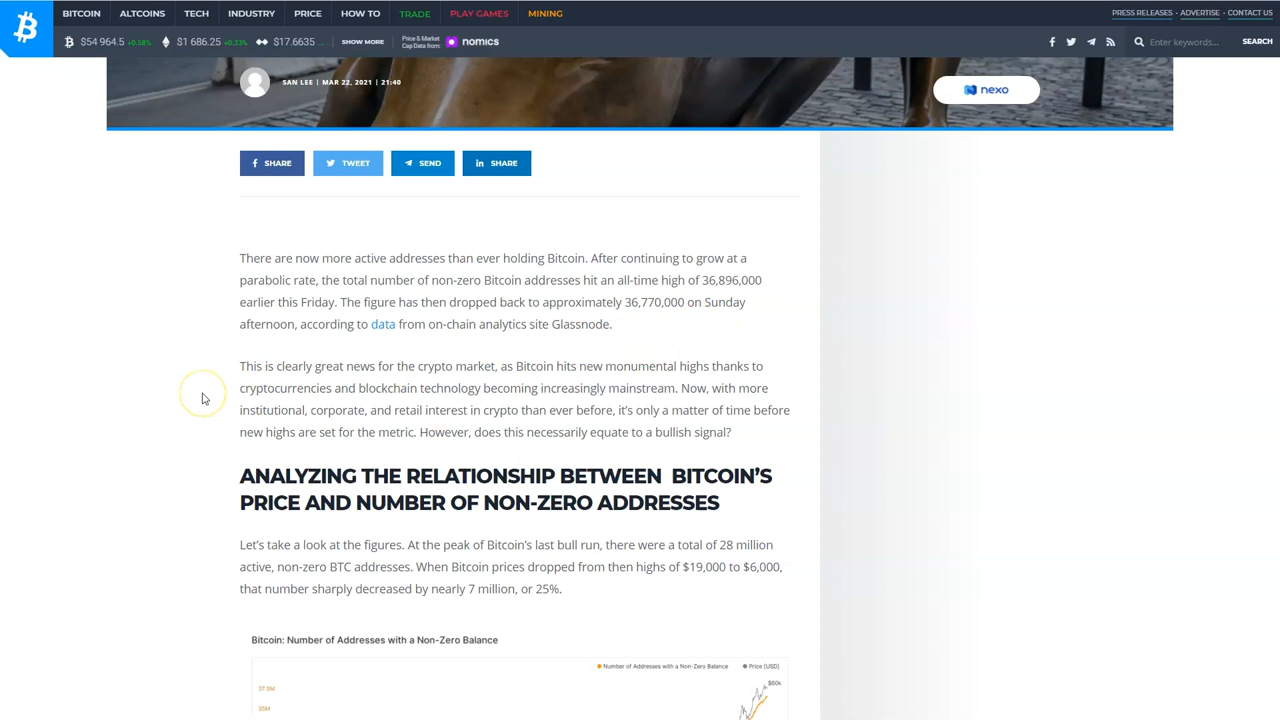 BITCOIN ALTCOINS TECH INDUSTRY PRICE HOW TO TRADE PLAY GAMES MINING PRESS RELEASES - ADVERTISE - CONTACT US
$54 964.5 +0.58% $1 686.25 +0.33% $17.6635 ... SHOW MORE Price & Market Cap Data from: nomics Enter keywords... SEARCH
SAN LEE | MAR 22, 2021 | 21:40
nexo
SHARE TWEET SEND SHARE
There are now more active addresses than ever holding Bitcoin. After continuing to grow at a
parabolic rate, the total number of non-zero Bitcoin addresses hit an all-time high of 36,896,000
earlier this Friday. The figure has then dropped back to approximately 36,770,000 on Sunday
afternoon, according to data from on-chain analytics site Glassnode.
This is clearly great news for the crypto market, as Bitcoin hits new monumental highs thanks to
cryptocurrencies and blockchain technology becoming increasingly mainstream. Now, with more
institutional, corporate, and retail interest in crypto than ever before, it's only a matter of time before
new highs are set for the metric. However, does this necessarily equate to a bullish signal?
ANALYZING THE RELATIONSHIP BETWEEN BITCOIN'S
PRICE AND NUMBER OF NON-ZERO ADDRESSES
Let's take a look at the figures. At the peak of Bitcoin's last bull run, there were a total of 28 million
active, non-zero BTC addresses. When Bitcoin prices dropped from then highs of $19,000 to $6,000,
that number sharply decreased by nearly 7 million, or 25%.
Bitcoin: Number of Addresses with a Non-Zero Balance
Number of Addresses with a Non-Zero Balance Price [USD]
$60k